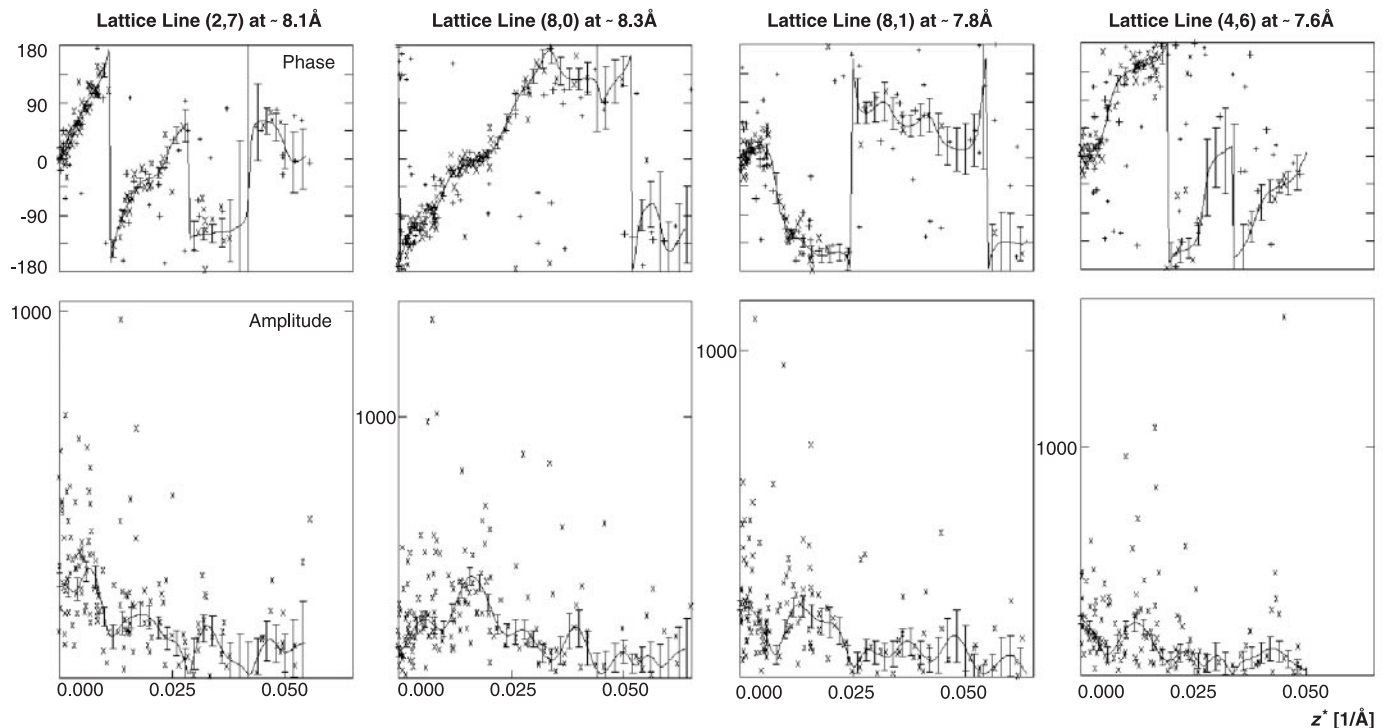 Lattice Line (2,7) at ~ 8.1Å
Lattice Line (8,0) at ~ 8.3Å
Lattice Line (8,1) at ~ 7.8Å
Lattice Line (4,6) at ~ 7.6Å
180
90
0
-90
-180
Phase
1000
Amplitude
1000
1000
1000
0.000 0.025 0.050
0.000 0.025 0.050
0.000 0.025 0.050
0.000 0.025 0.050
z* [1/Å]